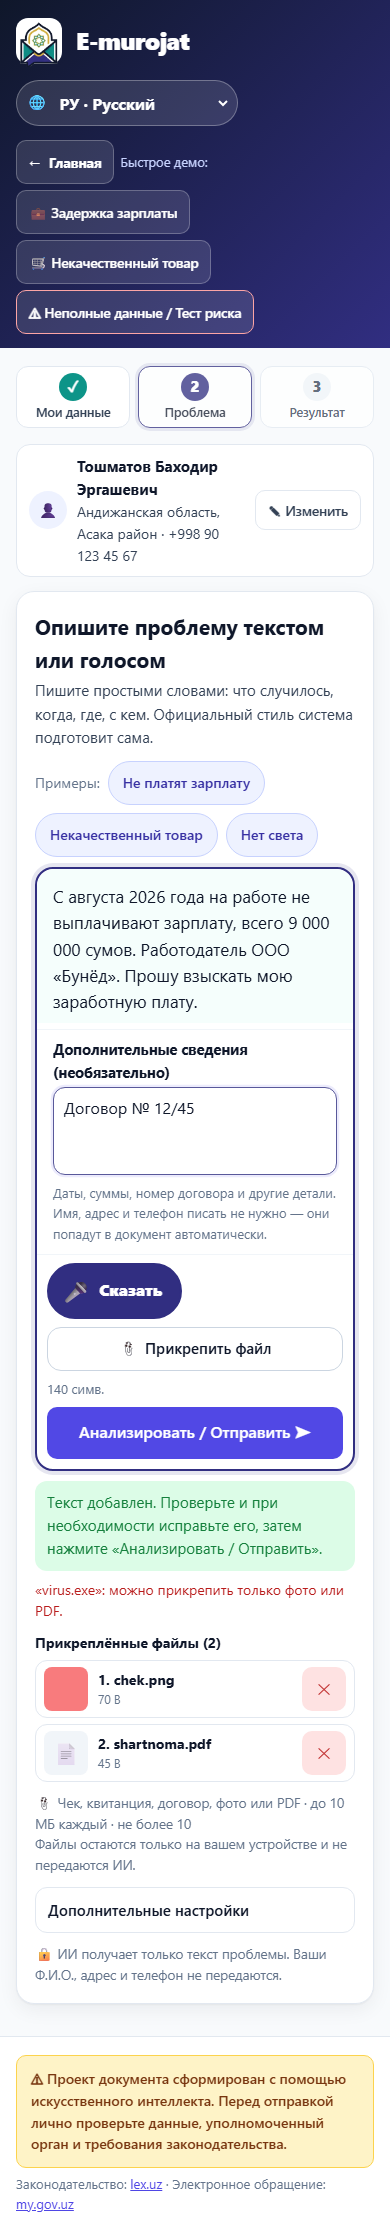 E-murojat
РУ · Русский
← Главная Быстрое демо:
Задержка зарплаты
Некачественный товар
⚠ Неполные данные / Тест риска
✓ 2 3
Мои данные Проблема Результат
Тошматов Баходир
Эргашевич
Андижанская область,
Асака район · +998 90
123 45 67
Изменить
Опишите проблему текстом
или голосом
Пишите простыми словами: что случилось,
когда, где, с кем. Официальный стиль система
подготовит сама.
Примеры: Не платят зарплату
Некачественный товар Нет света
С августа 2026 года на работе не
выплачивают зарплату, всего 9 000
000 сумов. Работодатель ООО
«Бунёд». Прошу взыскать мою
заработную плату.
Дополнительные сведения
(необязательно)
Договор № 12/45
Даты, суммы, номер договора и другие детали.
Имя, адрес и телефон писать не нужно — они
попадут в документ автоматически.
Сказать
Прикрепить файл
140 симв.
Анализировать / Отправить ➤
Текст добавлен. Проверьте и при
необходимости исправьте его, затем
нажмите «Анализировать / Отправить».
«virus.exe»: можно прикрепить только фото или
PDF.
Прикреплённые файлы (2)
1. chek.png
70 B
2. shartnoma.pdf
45 B
Чек, квитанция, договор, фото или PDF · до 10
МБ каждый · не более 10
Файлы остаются только на вашем устройстве и не
передаются ИИ.
Дополнительные настройки
ИИ получает только текст проблемы. Ваши
Ф.И.О., адрес и телефон не передаются.
⚠ Проект документа сформирован с помощью
искусственного интеллекта. Перед отправкой
лично проверьте данные, уполномоченный
орган и требования законодательства.
Законодательство: lex.uz · Электронное обращение:
my.gov.uz